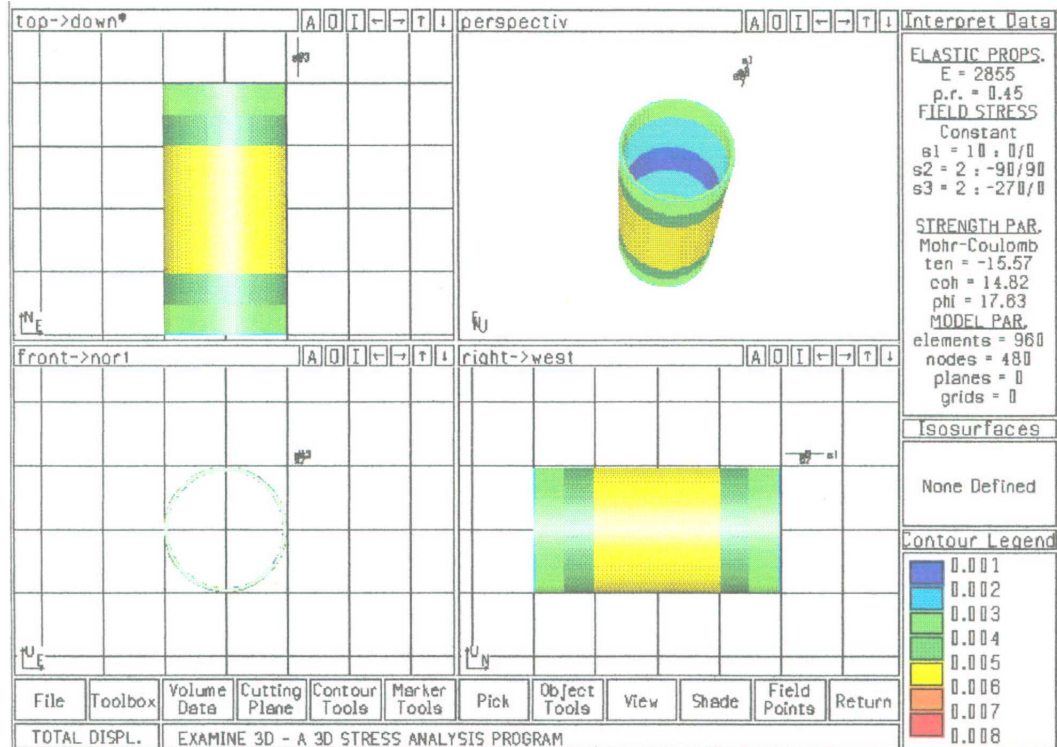 top->down*
A O I ← → ↑ ↓
perspectiv
A O I ← → ↑ ↓
Interpret Data
ELASTIC PROPS.
E = 2855
p.r. = 0.45
FIELD STRESS
Constant
s1 = 10 : 0/0
s2 = 2 : -90/90
s3 = 2 : -270/0
STRENGTH PAR.
Mohr-Coulomb
ten = -15.57
coh = 14.82
phi = 17.63
MODEL PAR.
elements = 960
nodes = 480
planes = 0
grids = 0
N E
front->nort
A O I ← → ↑ ↓
right->west
A O I ← → ↑ ↓
s1
Isosurfaces
None Defined
Contour Legend
0.001
0.002
0.003
0.004
0.005
0.006
0.007
0.008
U E
U N
File
Toolbox
Volume Data
Cutting Plane
Contour Tools
Marker Tools
Pick
Object Tools
View
Shade
Field Points
Return
TOTAL DISPL.
EXAMINE 3D - A 3D STRESS ANALYSIS PROGRAM